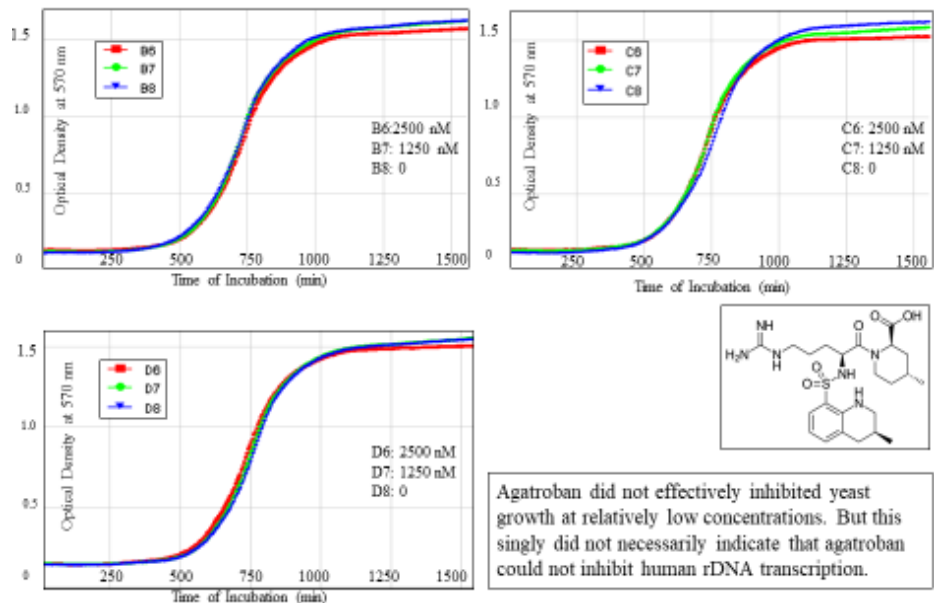 1.5
B6
B7
B8
1.0
B6:2500 nM
B7: 1250 nM
B8: 0
0.5
0
Optical Density at 570 nm
250 500 750 1000 1250 1500
Time of Incubation (min)
1.5
C6
C7
C8
1.0
C6: 2500 nM
C7: 1250 nM
C8: 0
0.5
0
Optical Density at 570 nm
250 500 750 1000 1250 1500
Time of Incubation (min)
1.5
D6
D7
D8
1.0
D6: 2500 nM
D7: 1250 nM
D8: 0
0.5
0
Optical Density at 570 nm
250 500 750 1000 1250 1500
Time of Incubation (min)
O OH
NH O
H2N N H N
O NH
O S
H N
Agatroban did not effectively inhibited yeast
growth at relatively low concentrations. But this
singly did not necessarily indicate that agatroban
could not inhibit human rDNA transcription.